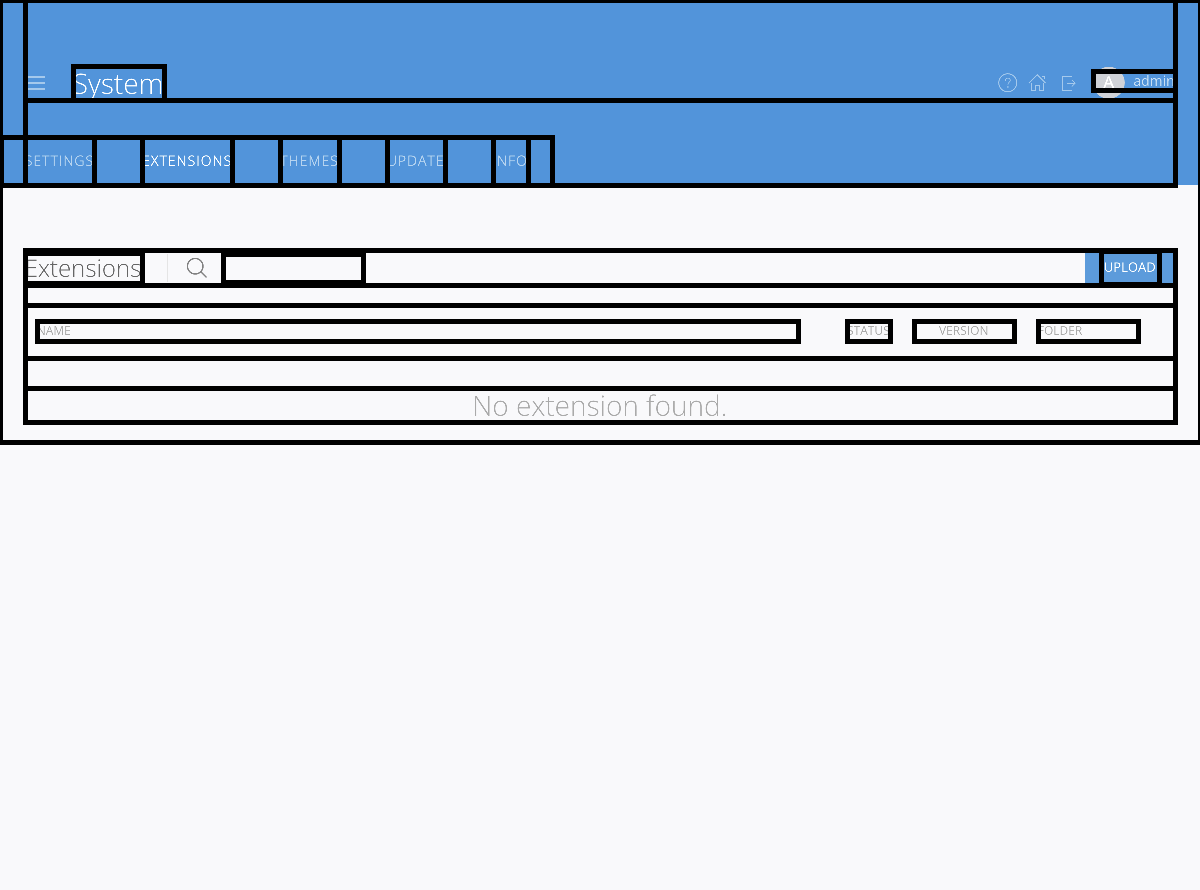 System
A admin
SETTINGS EXTENSIONS THEMES UPDATE INFO
Extensions UPLOAD
NAME STATUS VERSION FOLDER
No extension found.